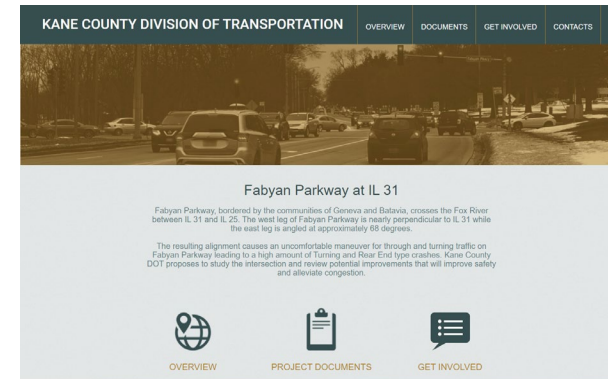 KANE COUNTY DIVISION OF TRANSPORTATION
OVERVIEW
DOCUMENTS
GET INVOLVED
CONTACTS
Fabyan Parkway at IL 31
Fabyan Parkway, bordered by the communities of Geneva and Batavia, crosses the Fox River
between IL 31 and IL 25. The west leg of Fabyan Parkway is nearly perpendicular to IL 31 while
the east leg is angled at approximately 68 degrees.
The resulting alignment causes an uncomfortable maneuver for through and turning traffic on
Fabyan Parkway leading to a high amount of Turning and Rear End type crashes. Kane County
DOT proposes to study the intersection and review potential improvements that will improve safety
and alleviate congestion.
OVERVIEW
PROJECT DOCUMENTS
GET INVOLVED